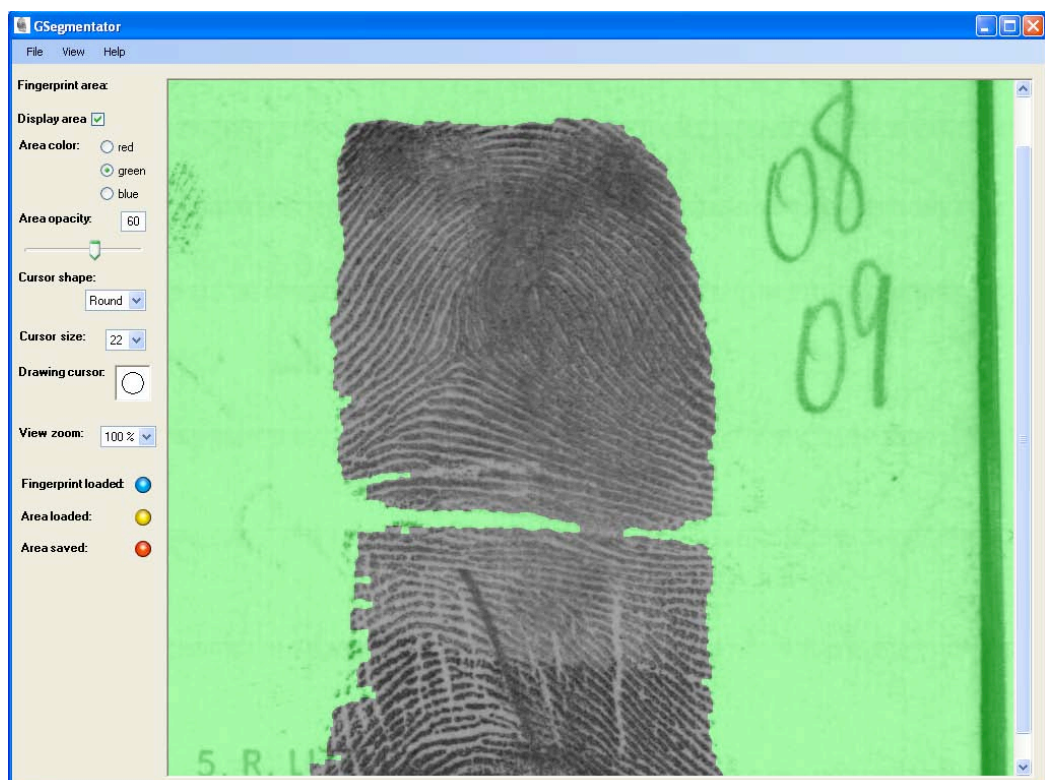 GSegmentator
File View Help
Fingerprint area:
Display area
Area color: red
green
blue
Area opacity: 60
Cursor shape:
Round
Cursor size: 22
Drawing cursor:
View zoom: 100 %
Fingerprint loaded:
Area loaded:
Area saved:
08
09
5. R. LI